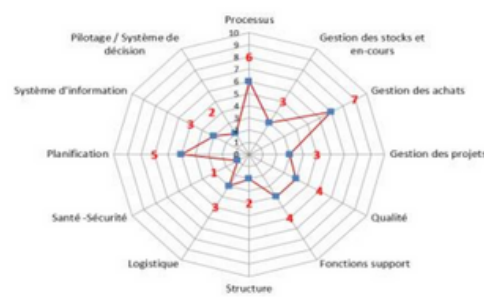 Processus
Pilotage / Système de
décision
Gestion des stocks et
en-cours
Système d'information
Gestion des achats
Planification
Gestion des projets
Santé -Sécurité
Qualité
Logistique
Fonctions support
Structure
10
9
8
7
6
5
4
3
2
1
0
6
3
7
3
4
4
2
3
1
5
3
2